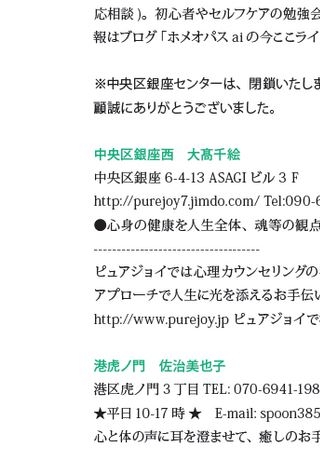 応相談 )。初心者やセルフケアの勉強会
報はブログ「ホメオパス ai の今ここライ
※中央区銀座センターは、閉鎖いたしま
顧誠にありがとうございました。
中央区銀座西　大髙千絵
中央区銀座 6-4-13 ASAGI ビル 3 F
http://purejoy7.jimdo.com/ Tel:090-6
●心身の健康を人生全体、魂等の観点
------------------------------------
ピュアジョイでは心理カウンセリングの
アプローチで人生に光を添えるお手伝い
http://www.purejoy.jp ピュアジョイで
港虎ノ門　佐治美也子
港区虎ノ門 3 丁目 TEL: 070-6941-198
★平日 10-17 時 ★　E-mail: spoon385
心と体の声に耳を澄ませて、癒しのお手